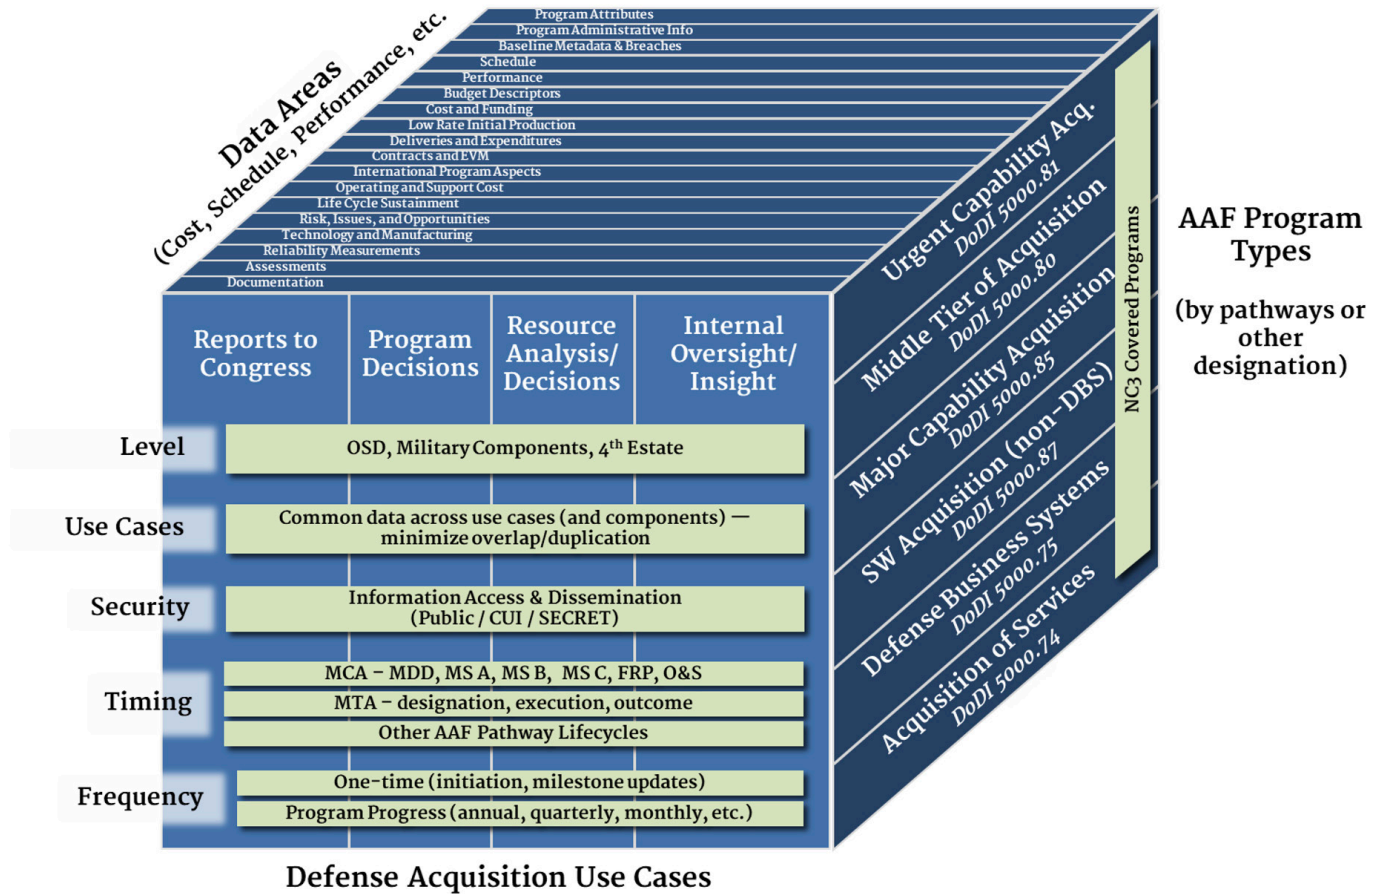 Data Areas
(Cost, Schedule, Performance, etc.
Program Attributes
Program Administrative Info
Baseline Metadata & Breaches
Schedule
Performance
Budget Descriptors
Cost and Funding
Low Rate Initial Production
Deliveries and Expenditures
Contracts and EVM
International Program Aspects
Operating and Support Cost
Life Cycle Sustainment
Risk, Issues, and Opportunities
Technology and Manufacturing
Reliability Measurements
Assessments
Documentation
Reports to
Congress
Program
Decisions
Resource
Analysis/
Decisions
Internal
Oversight/
Insight
Level
OSD, Military Components, 4th Estate
Use Cases
Common data across use cases (and components) —
minimize overlap/duplication
Security
Information Access & Dissemination
(Public / CUI / SECRET)
Timing
MCA – MDD, MS A, MS B, MS C, FRP, O&S
MTA – designation, execution, outcome
Other AAF Pathway Lifecycles
Frequency
One-time (initiation, milestone updates)
Program Progress (annual, quarterly, monthly, etc.)
Defense Acquisition Use Cases
Urgent Capability Acq.
DoDI 5000.81
Middle Tier of Acquisition
DoDI 5000.80
Major Capability Acquisition
DoDI 5000.85
SW Acquisition (non-DBS)
DoDI 5000.87
Defense Business Systems
DoDI 5000.75
Acquisition of Services
DoDI 5000.74
NC3 Covered Programs
AAF Program
Types
(by pathways or
other
designation)